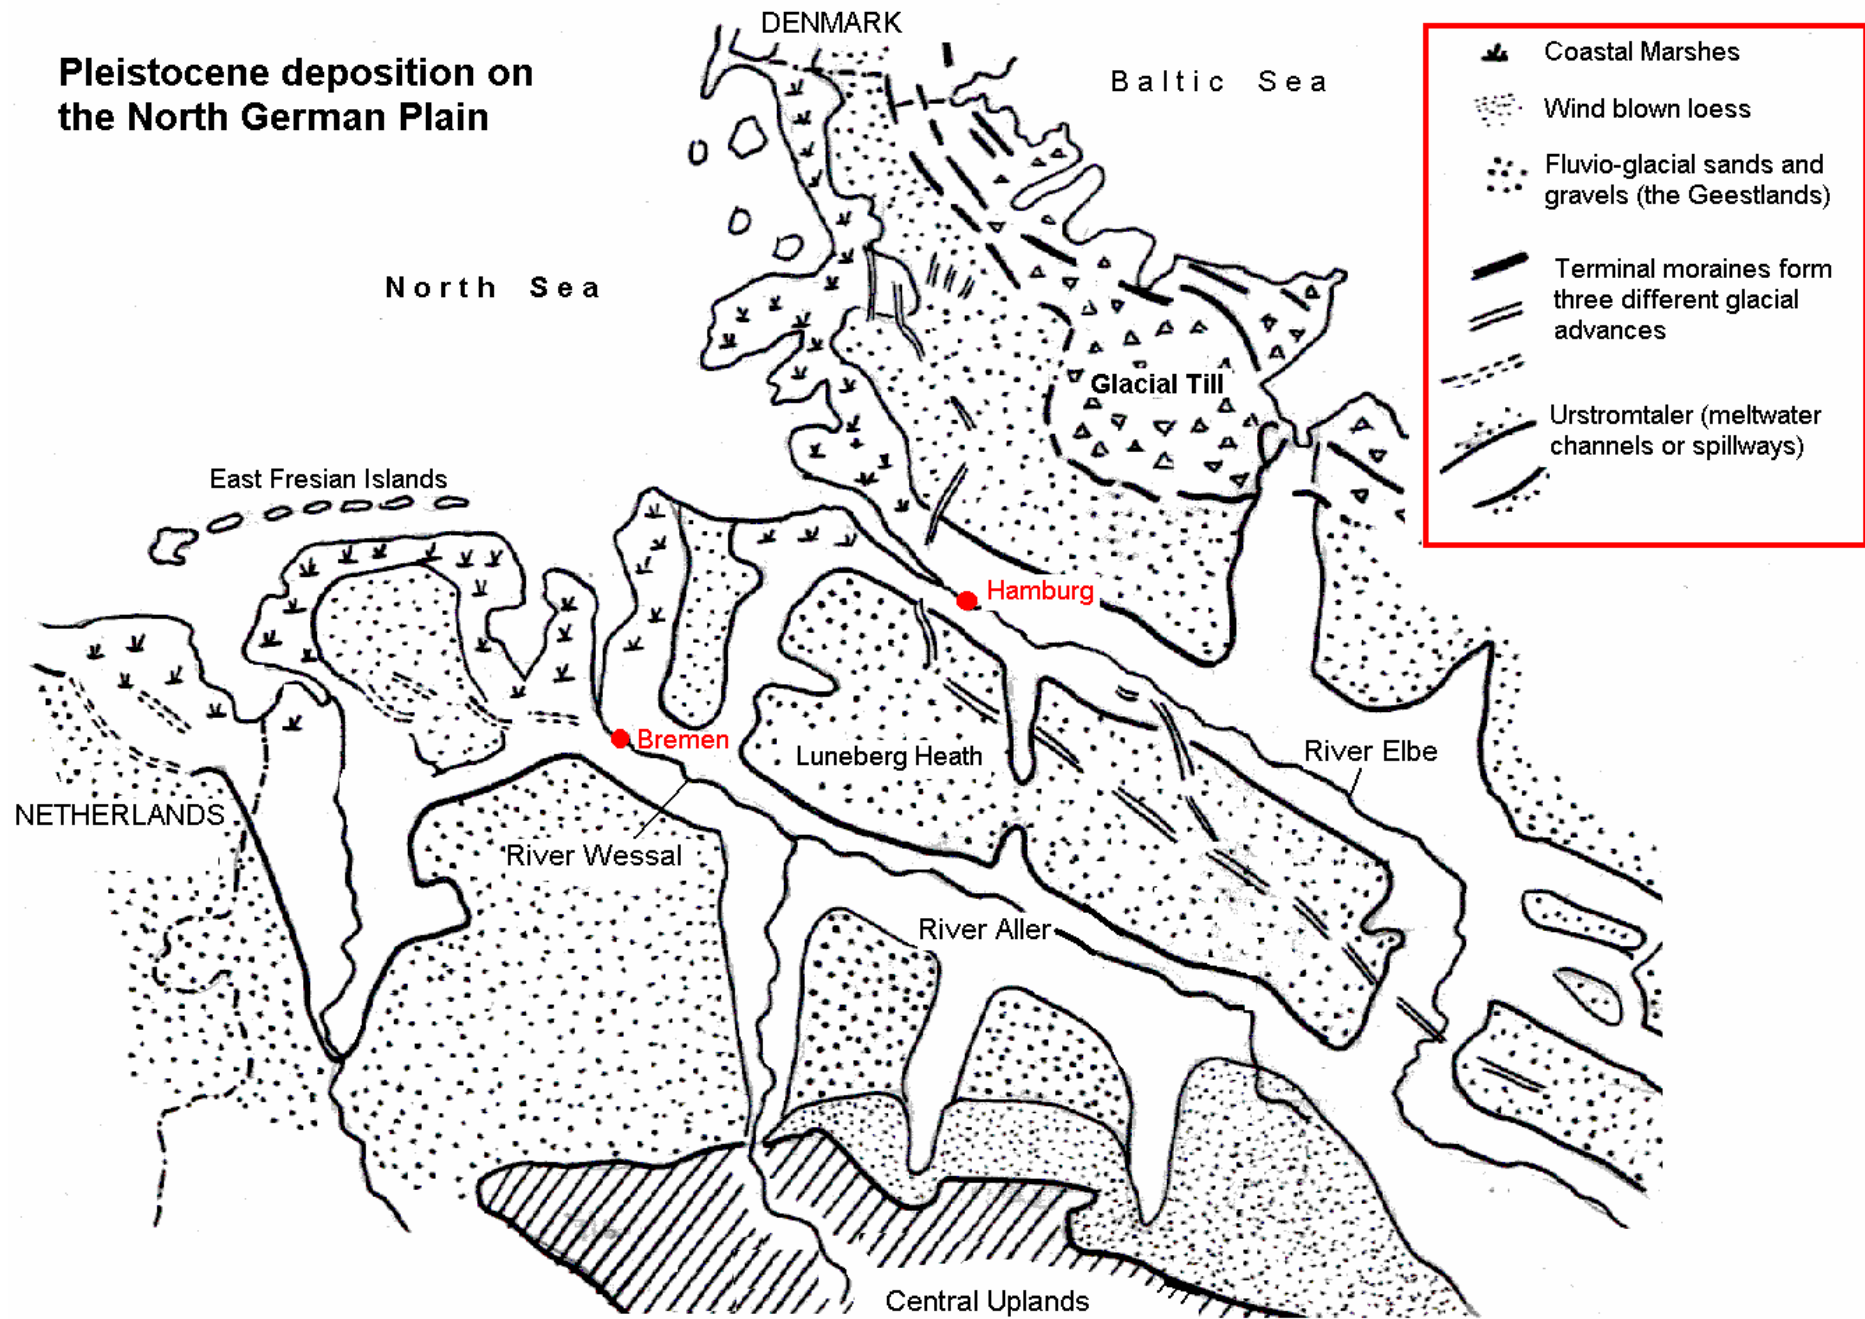 Pleistocene deposition on
the North German Plain
DENMARK
Baltic Sea
North Sea
Coastal Marshes
Wind blown loess
Fluvio-glacial sands and
gravels (the Geestlands)
Terminal moraines form
three different glacial
advances
Urstromtaler (meltwater
channels or spillways)
Glacial Till
East Fresian Islands
Hamburg
Bremen
Luneberg Heath
River Elbe
NETHERLANDS
River Wessal
River Aller
Central Uplands